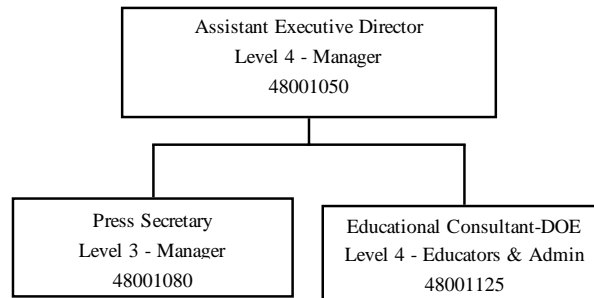 Assistant Executive Director
Level 4 - Manager
48001050
Press Secretary
Level 3 - Manager
48001080
Educational Consultant-DOE
Level 4 - Educators & Admin
48001125